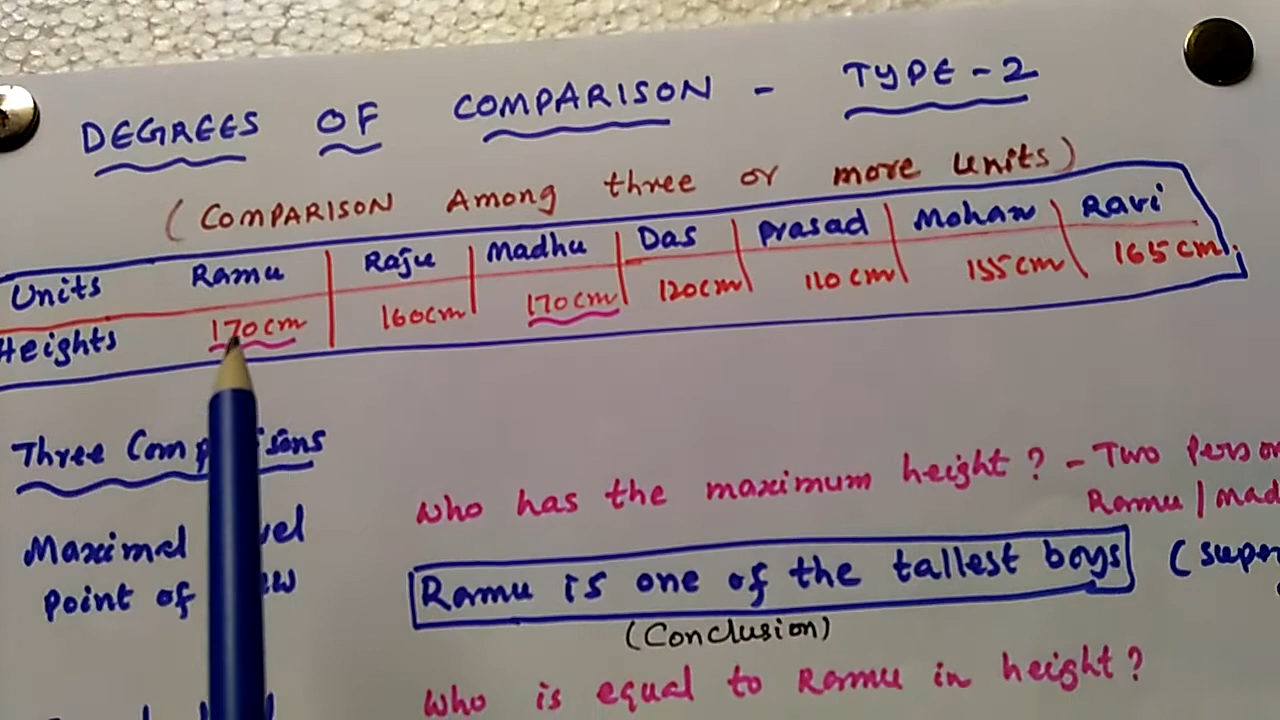 DEGREES OF COMPARISON - TYPE-2
(COMPARISON Among three or more Units)
Units Ramu Raju Madhu Das Prasad Mohan Ravi
Heights 170cm 160cm 170cm 120cm 110cm 155cm 165cm
Three
Maximal
point of
Who has the maximum height? - Two
Ramu |
Ramu is one of the tallest boys
(Conclusion)
Who is equal to Ramu in height?